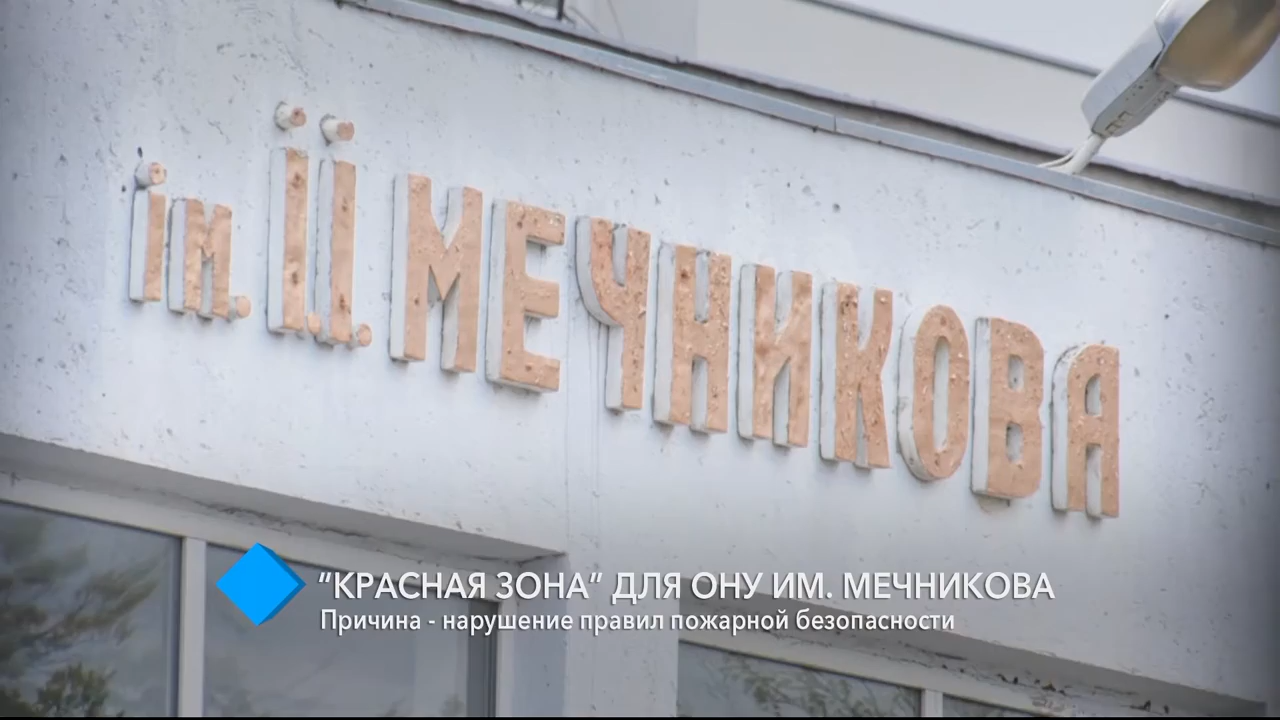 ім. І.І. МЕЧНИКОВА
“КРАСНАЯ ЗОНА” ДЛЯ ОНУ ИМ. МЕЧНИКОВА
Причина - нарушение правил пожарной безопасности